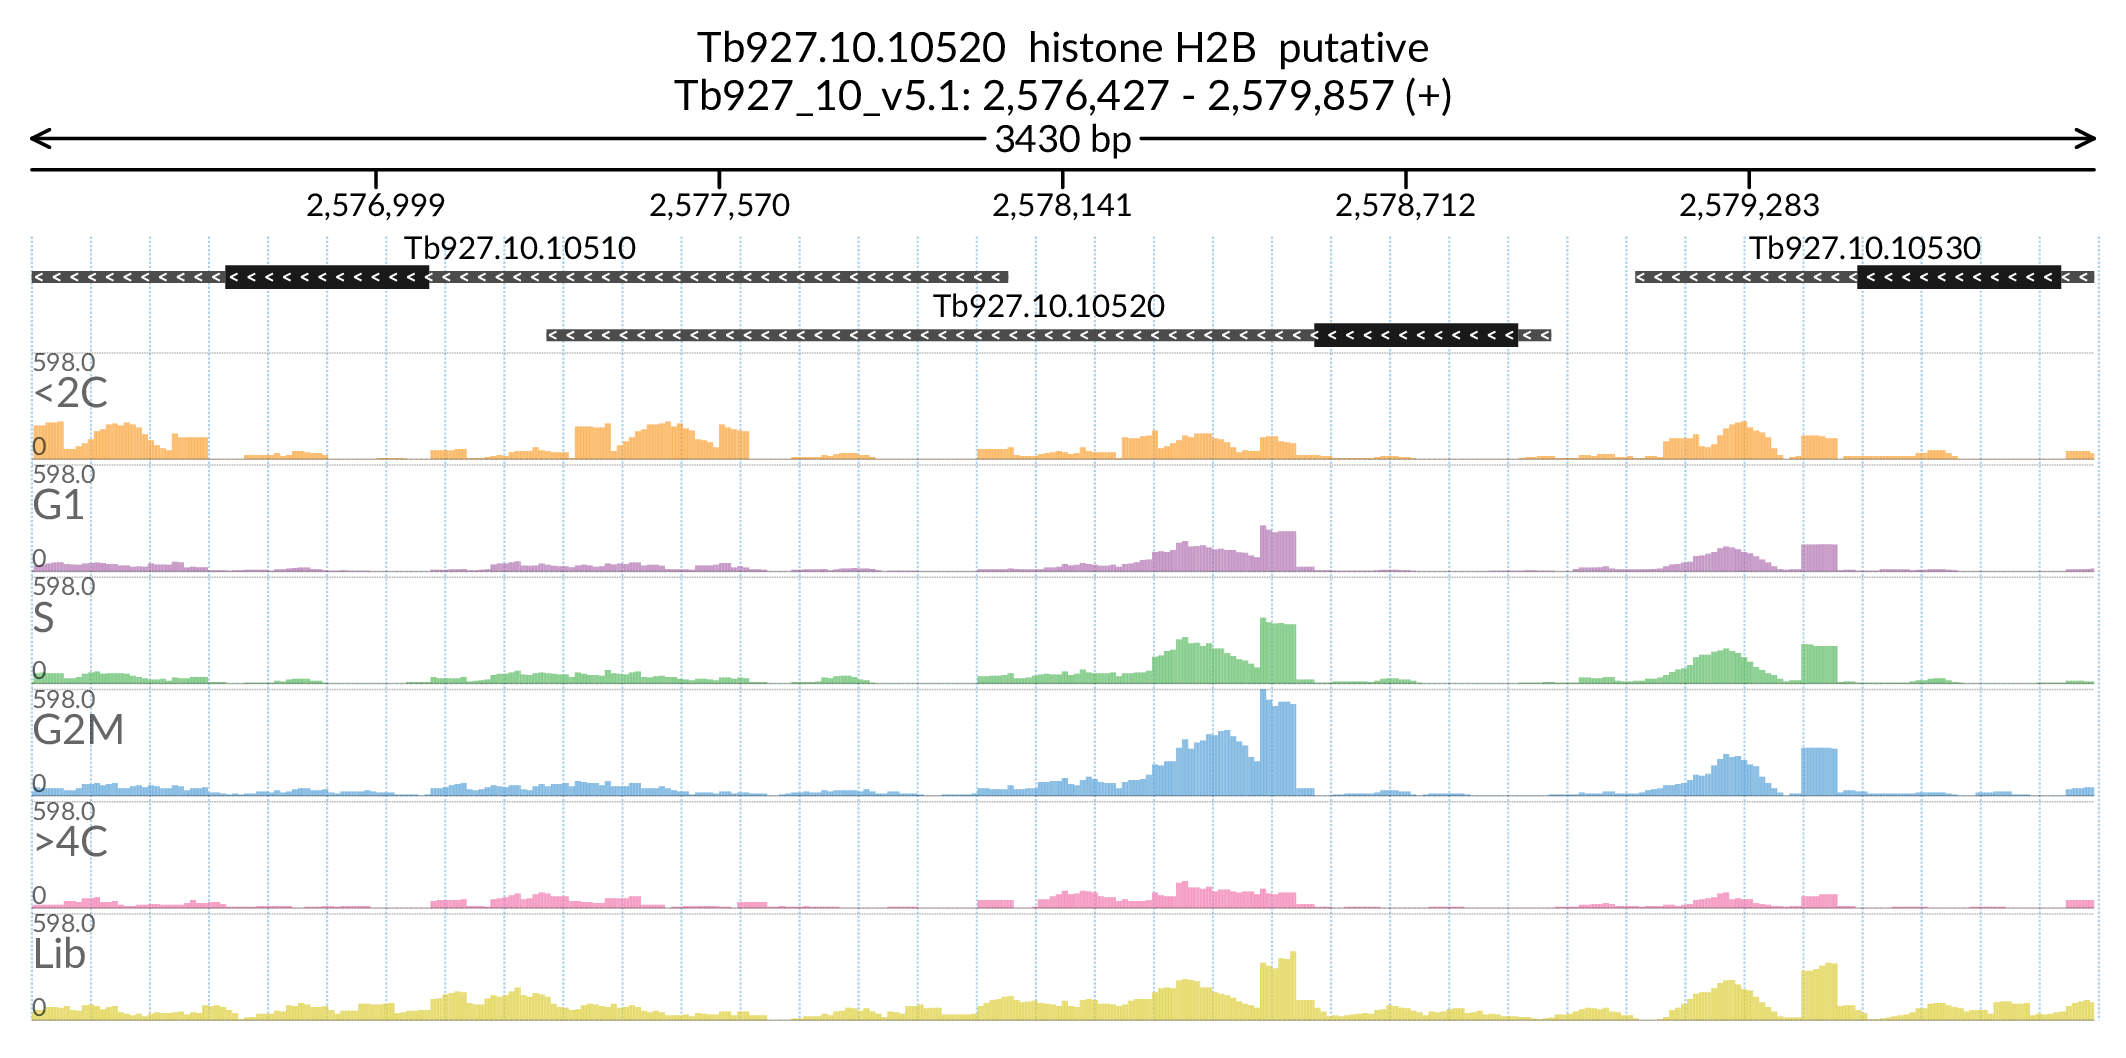 Tb927.10.10520 histone H2B putative
Tb927_10_v5.1: 2,576,427 - 2,579,857 (+)
3430 bp
2,576,999 2,577,570 2,578,141 2,578,712 2,579,283
Tb927.10.10510 Tb927.10.10530
Tb927.10.10520
598.0
<2C
0
598.0
G1
0
598.0
S
0
598.0
G2M
0
598.0
>4C
0
598.0
Lib
0